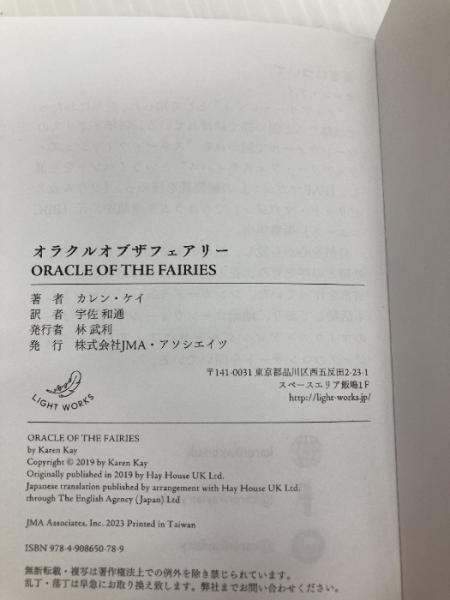 オラクルオブザフェアリー
ORACLE OF THE FAIRIES
著 者 カレン・ケイ
訳 者 宇佐 和通
発行者 林 武利
発 行 株式会社JMA・アソシエイツ
〒141-0031 東京都品川区西五反田2-23-1
スペースエリア飯嶋1F
http://light-works.jp/
LIGHT WORKS
ORACLE OF THE FAIRIES
by Karen Kay
Copyright © 2019 by Karen Kay
Originally published in 2019 by Hay House UK Ltd.
Japanese translation published by arrangement with Hay House UK Ltd.
through The English Agency (Japan) Ltd
JMA Associates, Inc. 2023 Printed in Taiwan
ISBN 978-4-908650-78-9
無断転載・複写は著作権法上での例外を除き禁じられています。
乱丁・落丁は早急にお取り換え致します。弊社までお問い合わせください。